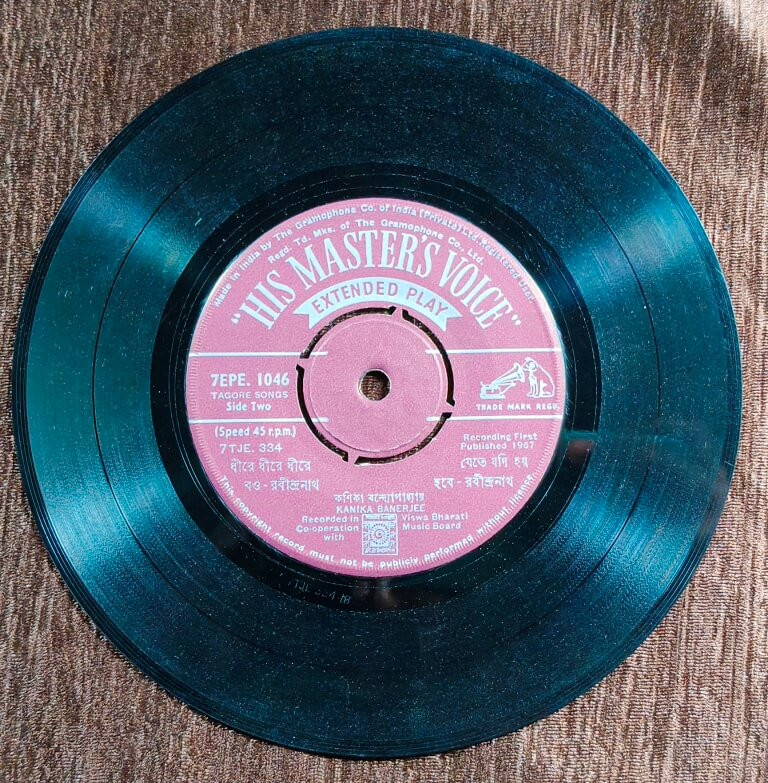 Made in India by The Gramophone Co. of India (Private) Ltd. Registered User
Regd. Td. Mks. of The Gramophone Co., Ltd.
"HIS MASTER'S VOICE"
EXTENDED PLAY
7EPE. 1046
TAGORE SONGS
Side Two
TRADE MARK REGD
(Speed 45 r.p.m.)
7TJE. 334
ধীরে ধীরে ধীরে
বও - রবীন্দ্রনাথ
Recording First
Published 1967
যেতে যদি হয়
হবে - রবীন্দ্রনাথ
কণিকা বন্দ্যোপাধ্যায়
KANIKA BANERJEE
Recorded in
Co-operation
with
Viswa Bharati
Music Board
This copyright record must not be publicly performed without licence